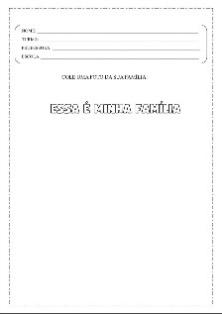 NOME:
TURMA:
PROFESSORA:
ESCOLA:
COLE UMA FOTO DA SUA FAMÍLIA
ESSA É MINHA FAMÍLIA